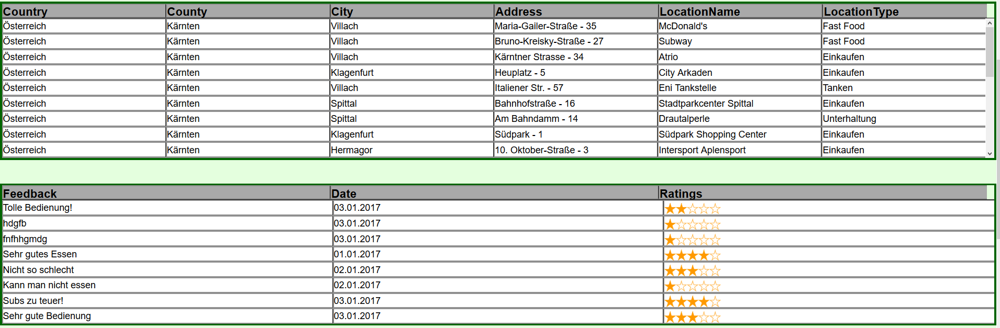 Country County City Address LocationName LocationType
Österreich Kärnten Villach Maria-Gailer-Straße - 35 McDonald's Fast Food
Österreich Kärnten Villach Bruno-Kreisky-Straße - 27 Subway Fast Food
Österreich Kärnten Villach Kärntner Strasse - 34 Atrio Einkaufen
Österreich Kärnten Klagenfurt Heuplatz - 5 City Arkaden Einkaufen
Österreich Kärnten Villach Italiener Str. - 57 Eni Tankstelle Tanken
Österreich Kärnten Spittal Bahnhofstraße - 16 Stadtparkcenter Spittal Einkaufen
Österreich Kärnten Spittal Am Bahndamm - 14 Drautalperle Unterhaltung
Österreich Kärnten Klagenfurt Südpark - 1 Südpark Shopping Center Einkaufen
Österreich Kärnten Hermagor 10. Oktober-Straße - 3 Intersport Aplensport Einkaufen
Feedback Date Ratings
Tolle Bedienung! 03.01.2017
hdgfb 03.01.2017
fnfhhgmdg 03.01.2017
Sehr gutes Essen 01.01.2017
Nicht so schlecht 02.01.2017
Kann man nicht essen 02.01.2017
Subs zu teuer! 03.01.2017
Sehr gute Bedienung 03.01.2017